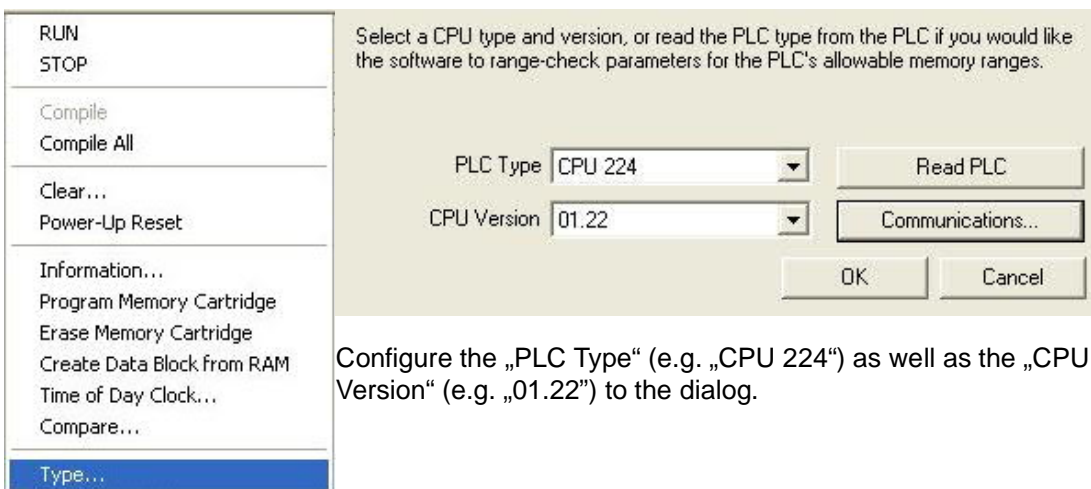 RUN
STOP
Compile
Compile All
Clear...
Power-Up Reset
Information...
Program Memory Cartridge
Erase Memory Cartridge
Create Data Block from RAM
Time of Day Clock...
Compare...
Type...
Select a CPU type and version, or read the PLC type from the PLC if you would like
the software to range-check parameters for the PLC's allowable memory ranges.
PLC Type CPU 224 Read PLC
CPU Version 01.22 Communications...
OK Cancel
Configure the „PLC Type“ (e.g. „CPU 224“) as well as the „CPU
Version“ (e.g. „01.22”) to the dialog.